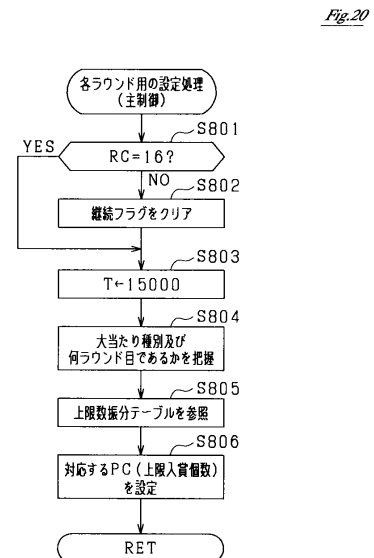 Fig.20
各ラウンド用の設定処理
(主制御)
S801
YES
RC=16?
NO
S802
継続フラグをクリア
S803
T←15000
S804
大当たり種別及び
何ラウンド目であるかを把握
S805
上限数振分テーブルを参照
S806
対応するPC(上限入賞個数)
を設定
RET